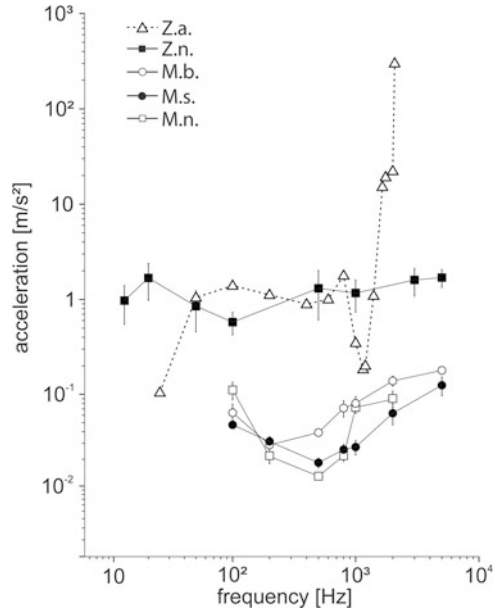 10³
10²
10
1
10⁻¹
10⁻²
acceleration [m/s²]
Z.a.
Z.n.
M.b.
M.s.
M.n.
10
10²
10³
10⁴
frequency [Hz]